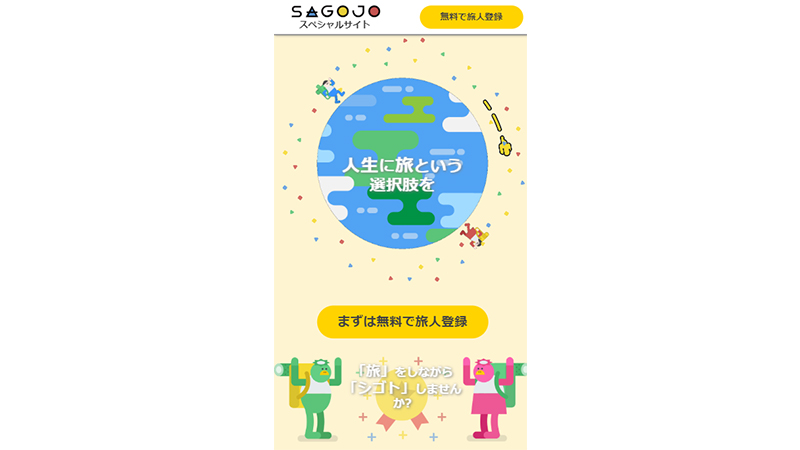 SAGOJO
スペシャルサイト
無料で旅人登録
人生に旅という
選択肢を
まずは無料で旅人登録
「旅」をしながら
「シゴト」しません
か?